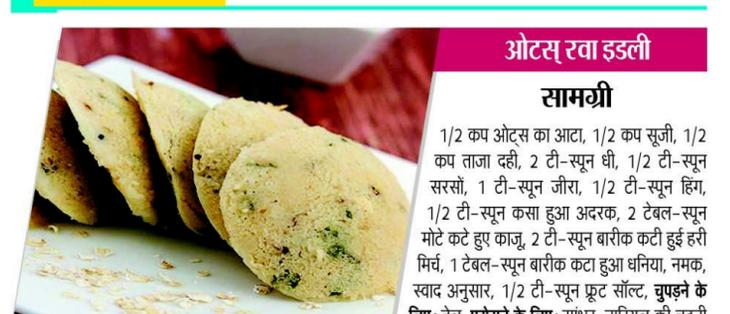 ओटस् रवा इडली
सामग्री
1/2 कप ओट्स का आटा, 1/2 कप सूजी, 1/2
कप ताजा दही, 2 टी-स्पून धी, 1/2 टी-स्पून
सरसों, 1 टी-स्पून जीरा, 1/2 टी-स्पून हिंग,
1/2 टी-स्पून कसा हुआ अदरक, 2 टेबल-स्पून
मोटे कटे हुए काजू, 2 टी-स्पून बारीक कटी हुई हरी
मिर्च, 1 टेबल-स्पून बारीक कटा हुआ धनिया, नमक,
स्वाद अनुसार, 1/2 टी-स्पून फ्रूट सॉल्ट, चुपड़ने के